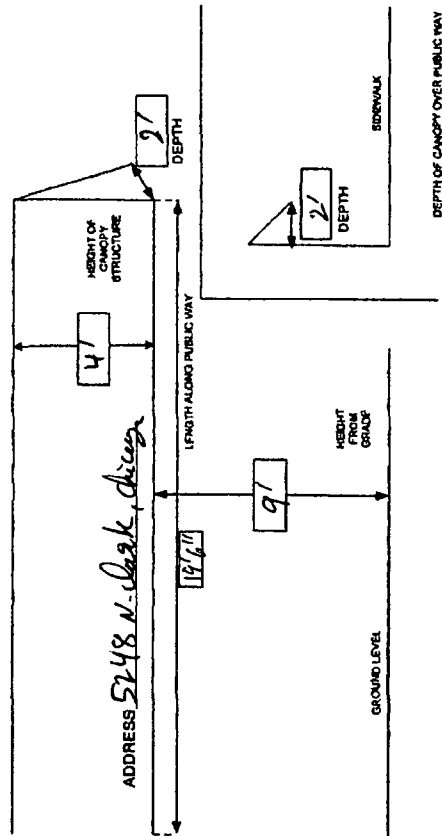 2'
DEPTH
HEIGHT OF
CANOPY
STRUCTURE
4'
ADDRESS 5248 N. Clark, Chicago
LENGTH ALONG PUBLIC WAY
19'6"
9'
HEIGHT
FROM
GRADE
GROUND LEVEL
2'
DEPTH
SIDEWALK
DEPTH OF CANOPY OVER PUBLIC WAY